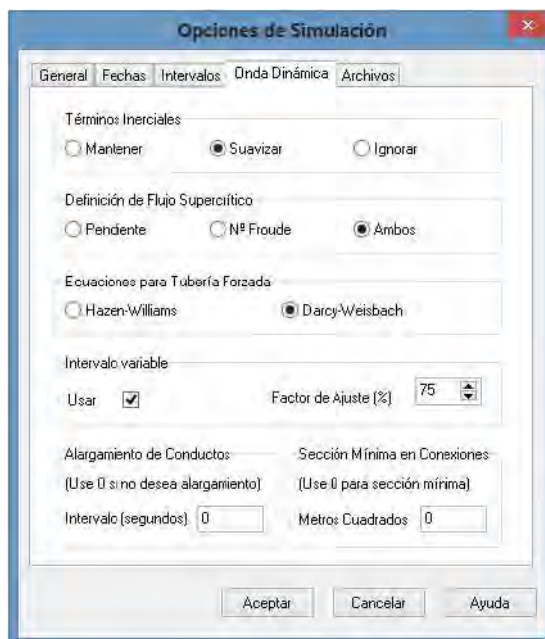 Opciones de Simulación
General Fechas Intervalos Onda Dinámica Archivos
Términos Inerciales
Mantener Suavizar Ignorar
Definición de Flujo Supercrítico
Pendiente Nº Froude Ambos
Ecuaciones para Tubería Forzada
Hazen-Williams Darcy-Weisbach
Intervalo variable
Usar Factor de Ajuste (%) 75
Alargamiento de Conductos Sección Mínima en Conexiones
(Use 0 si no desea alargamiento) (Use 0 para sección mínima)
Intervalo (segundos) 0 Metros Cuadrados 0
Aceptar Cancelar Ayuda